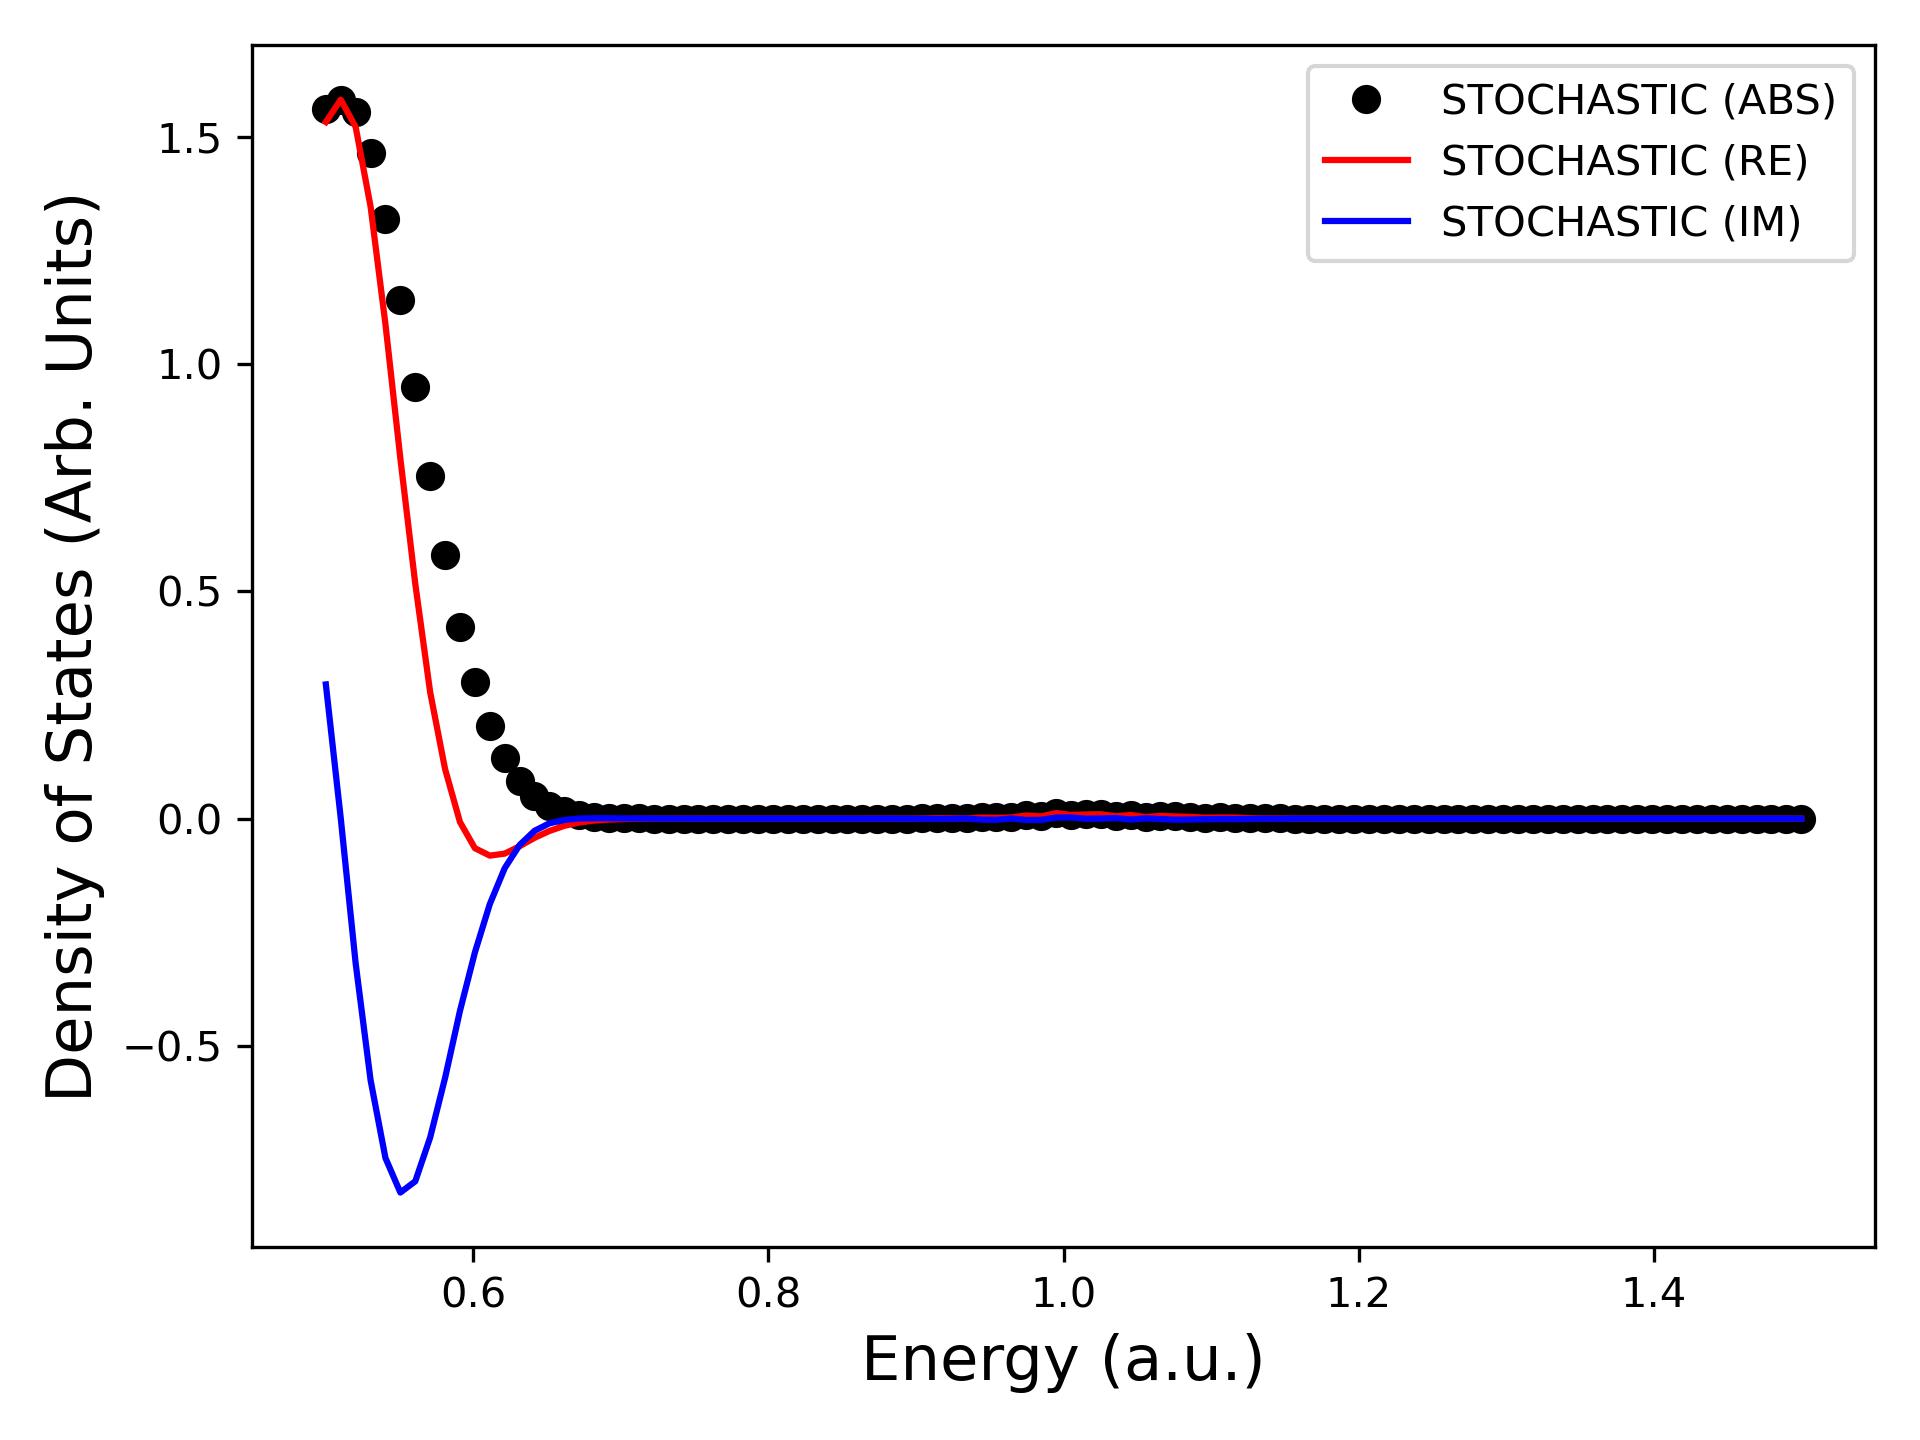 STOCHASTIC (ABS)
STOCHASTIC (RE)
STOCHASTIC (IM)
Density of States (Arb. Units)
1.5
1.0
0.5
0.0
−0.5
0.6 0.8 1.0 1.2 1.4
Energy (a.u.)